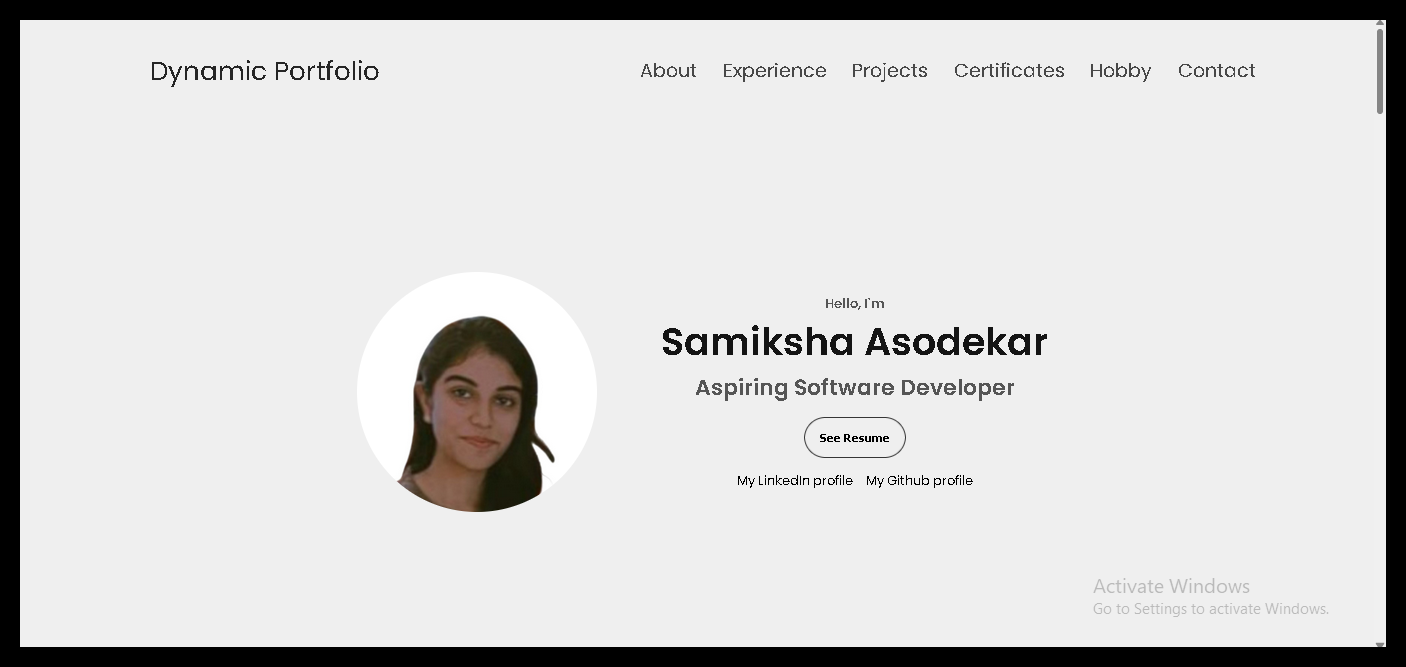 Dynamic Portfolio
About Experience Projects Certificates Hobby Contact
Hello, I'm
Samiksha Asodekar
Aspiring Software Developer
See Resume
My LinkedIn profile My Github profile
Activate Windows
Go to Settings to activate Windows.